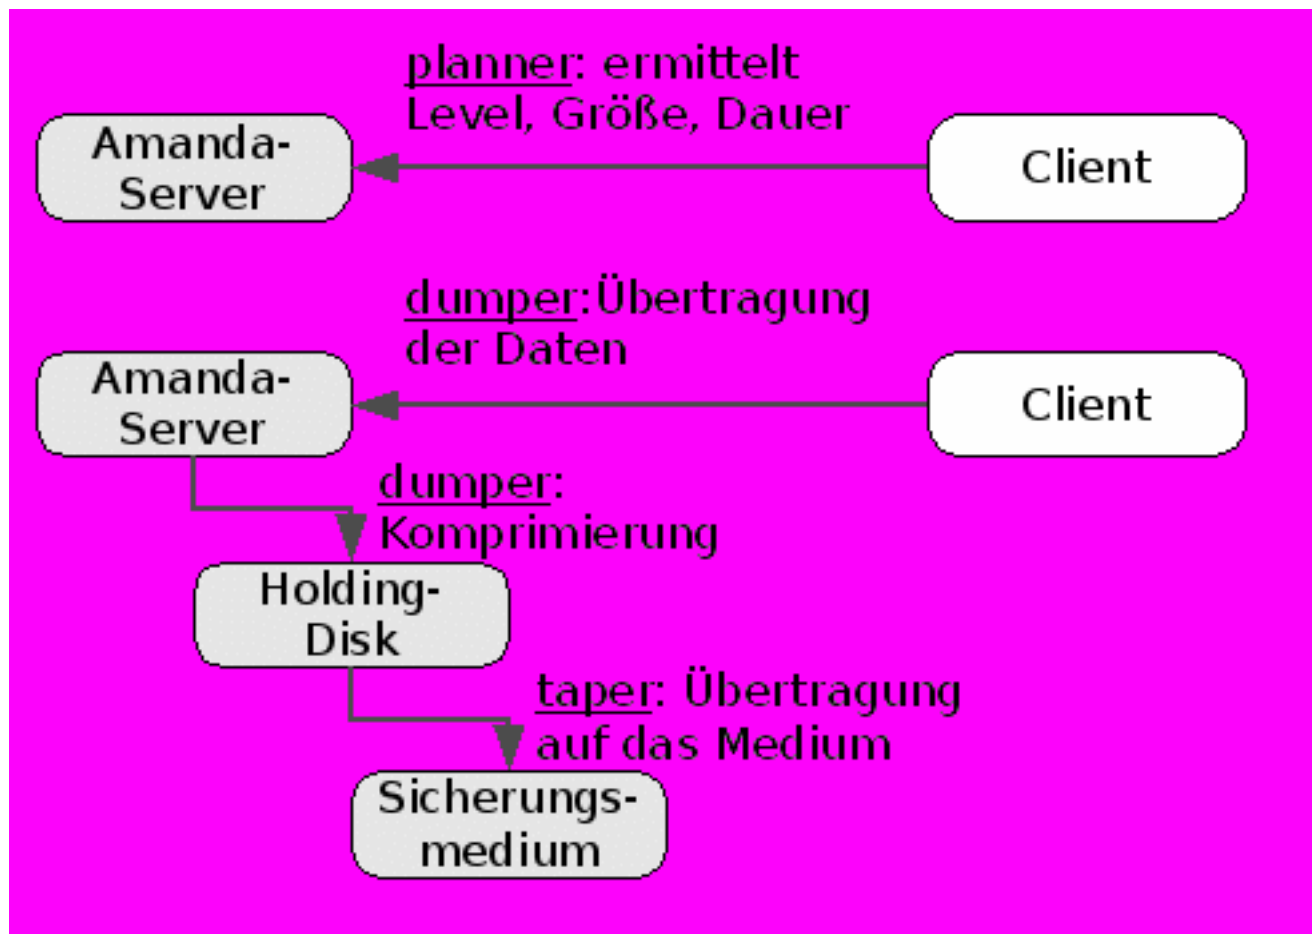 planner: ermittelt
Level, Größe, Dauer
Amanda-
Server
Client
dumper:Übertragung
der Daten
Amanda-
Server
Client
dumper:
Komprimierung
Holding-
Disk
taper: Übertragung
auf das Medium
Sicherungs-
medium